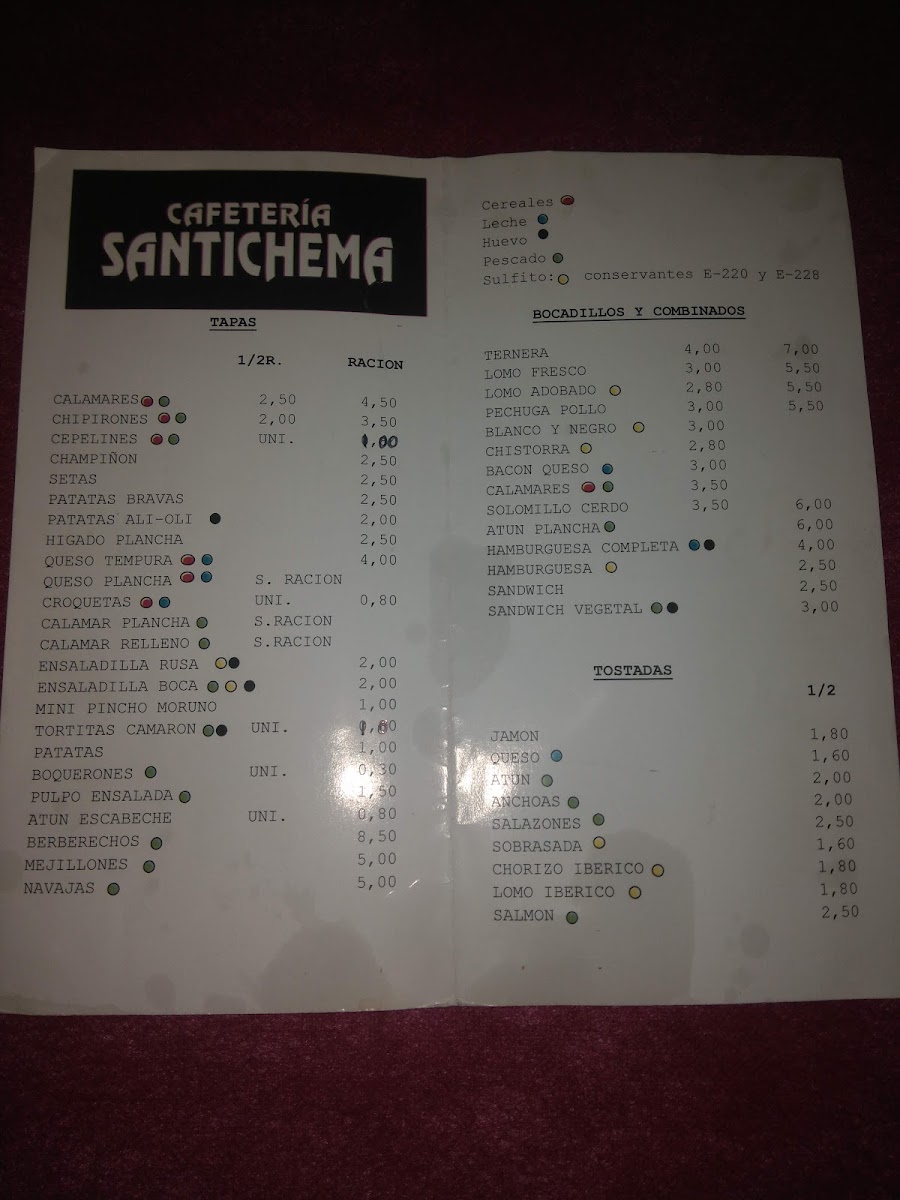 CAFETERÍA
SANTICHEMA
TAPAS
1/2R. RACION
CALAMARES 2,50 4,50
CHIPIRONES 2,00 3,50
CEPELINES UNI. 1,00
CHAMPIÑON 2,50
SETAS 2,50
PATATAS BRAVAS 2,50
PATATAS ALI-OLI 2,00
HIGADO PLANCHA 2,50
QUESO TEMPURA 4,00
QUESO PLANCHA S. RACION
CROQUETAS UNI. 0,80
CALAMAR PLANCHA S.RACION
CALAMAR RELLENO S.RACION
ENSALADILLA RUSA 2,00
ENSALADILLA BOCA 2,00
MINI PINCHO MORUNO 1,00
TORTITAS CAMARON UNI.
PATATAS 1,00
BOQUERONES UNI. 0,30
PULPO ENSALADA 1,50
ATUN ESCABECHE UNI. 0,80
BERBERECHOS 8,50
MEJILLONES 5,00
NAVAJAS 5,00
Cereales
Leche
Huevo
Pescado
Sulfito: conservantes E-220 y E-228
BOCADILLOS Y COMBINADOS
TERNERA 4,00 7,00
LOMO FRESCO 3,00 5,50
LOMO ADOBADO 2,80 5,50
PECHUGA POLLO 3,00 5,50
BLANCO Y NEGRO 3,00
CHISTORRA 2,80
BACON QUESO 3,00
CALAMARES 3,50
SOLOMILLO CERDO 3,50 6,00
ATUN PLANCHA 6,00
HAMBURGUESA COMPLETA 4,00
HAMBURGUESA 2,50
SANDWICH 2,50
SANDWICH VEGETAL 3,00
TOSTADAS
1/2
JAMON 1,80
QUESO 1,60
ATUN 2,00
ANCHOAS 2,00
SALAZONES 2,50
SOBRASADA 1,60
CHORIZO IBERICO 1,80
LOMO IBERICO 1,80
SALMON 2,50